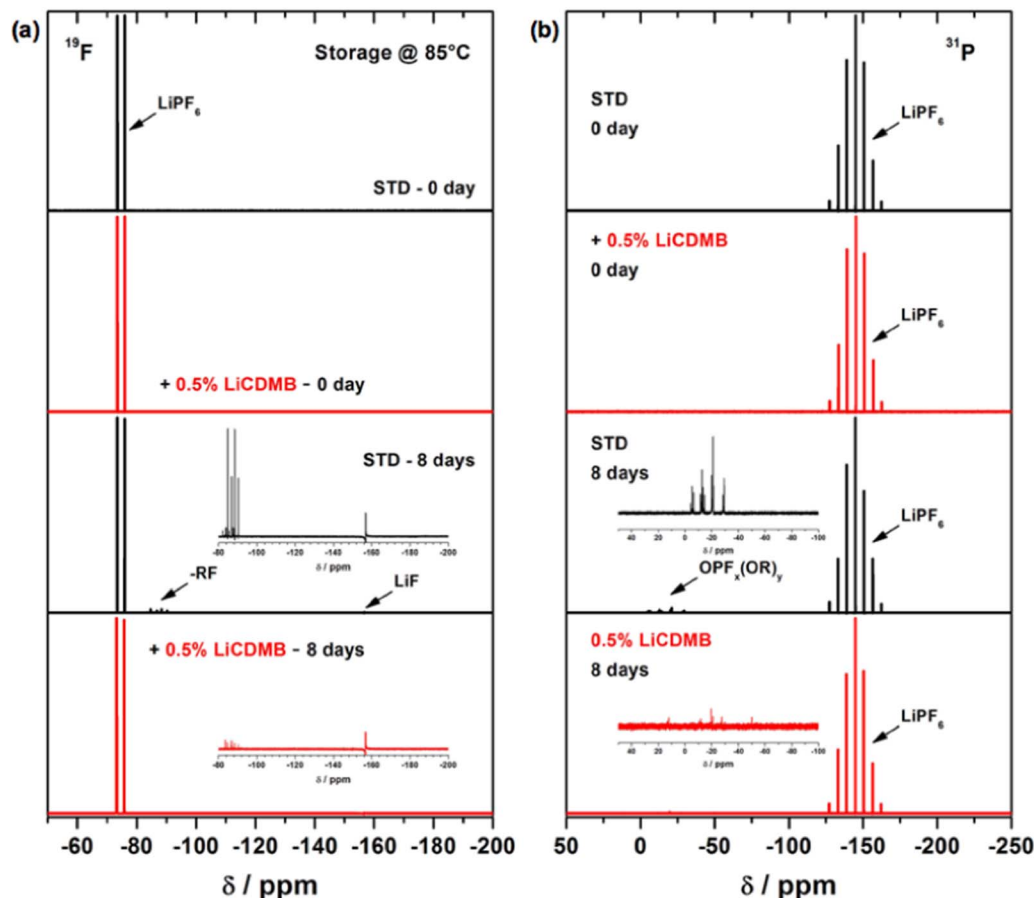 (a)
¹⁹F
Storage @ 85°C
LiPF₆
STD - 0 day
+ 0.5% LiCDMB - 0 day
STD - 8 days
-80 -100 -120 -140 -160 -180 -200
δ / ppm
-RF
LiF
+ 0.5% LiCDMB - 8 days
-80 -100 -120 -140 -160 -180 -200
δ / ppm
-60 -80 -100 -120 -140 -160 -180 -200
δ / ppm
(b)
³¹P
STD
0 day
LiPF₆
+ 0.5% LiCDMB
0 day
LiPF₆
STD
8 days
40 20 0 -20 -40 -60 -80 -100
δ / ppm
LiPF₆
OPFₓ(OR)ᵧ
0.5% LiCDMB
8 days
40 20 0 -20 -40 -60 -80 -100
δ / ppm
LiPF₆
50 0 -50 -100 -150 -200 -250
δ / ppm